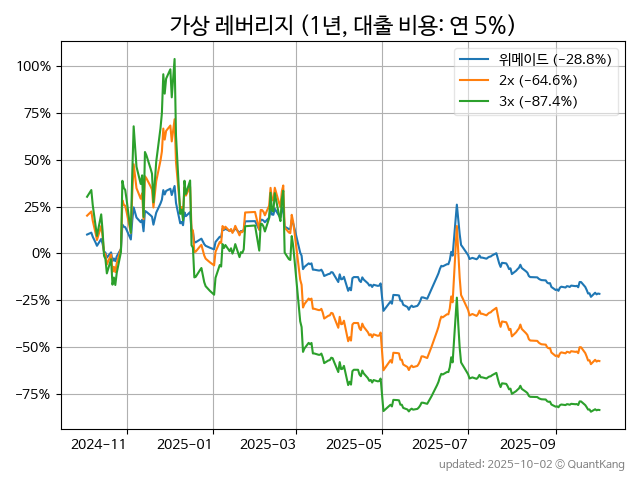 가상 레버리지 (1년, 대출 비용: 연 5%)
위메이드 (−28.8%)
2x (−64.6%)
3x (−87.4%)
100%
75%
50%
25%
0%
−25%
−50%
−75%
2024-11
2025-01
2025-03
2025-05
2025-07
2025-09
updated: 2025-10-02 © QuantKang